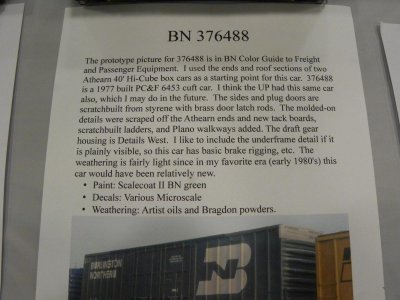 BN 376488
The prototype picture for 376488 is in BN Color Guide to Freight
and Passenger Equipment. I used the ends and roof sections of two
Athearn 40' Hi-Cube box cars as a starting point for this car. 376488
is a 1977 built PC&F 6453 cuft car. I think the UP had this same car
also, which I may do in the future. The sides and plug doors are
scratchbuilt from styrene with brass door latch rods. The molded-on
details were scraped off the Athearn ends and new tack boards,
scratchbuilt ladders, and Plano walkways added. The draft gear
housing is Details West. I like to include the underframe detail if it
is plainly visible, so this car has basic brake rigging, etc. The
weathering is fairly light since in my favorite era (early 1980's) this
car would have been relatively new.
• Paint: Scalecoat II BN green
• Decals: Various Microscale
• Weathering: Artist oils and Bragdon powders.
BURLINGTON
NORTHERN
BN